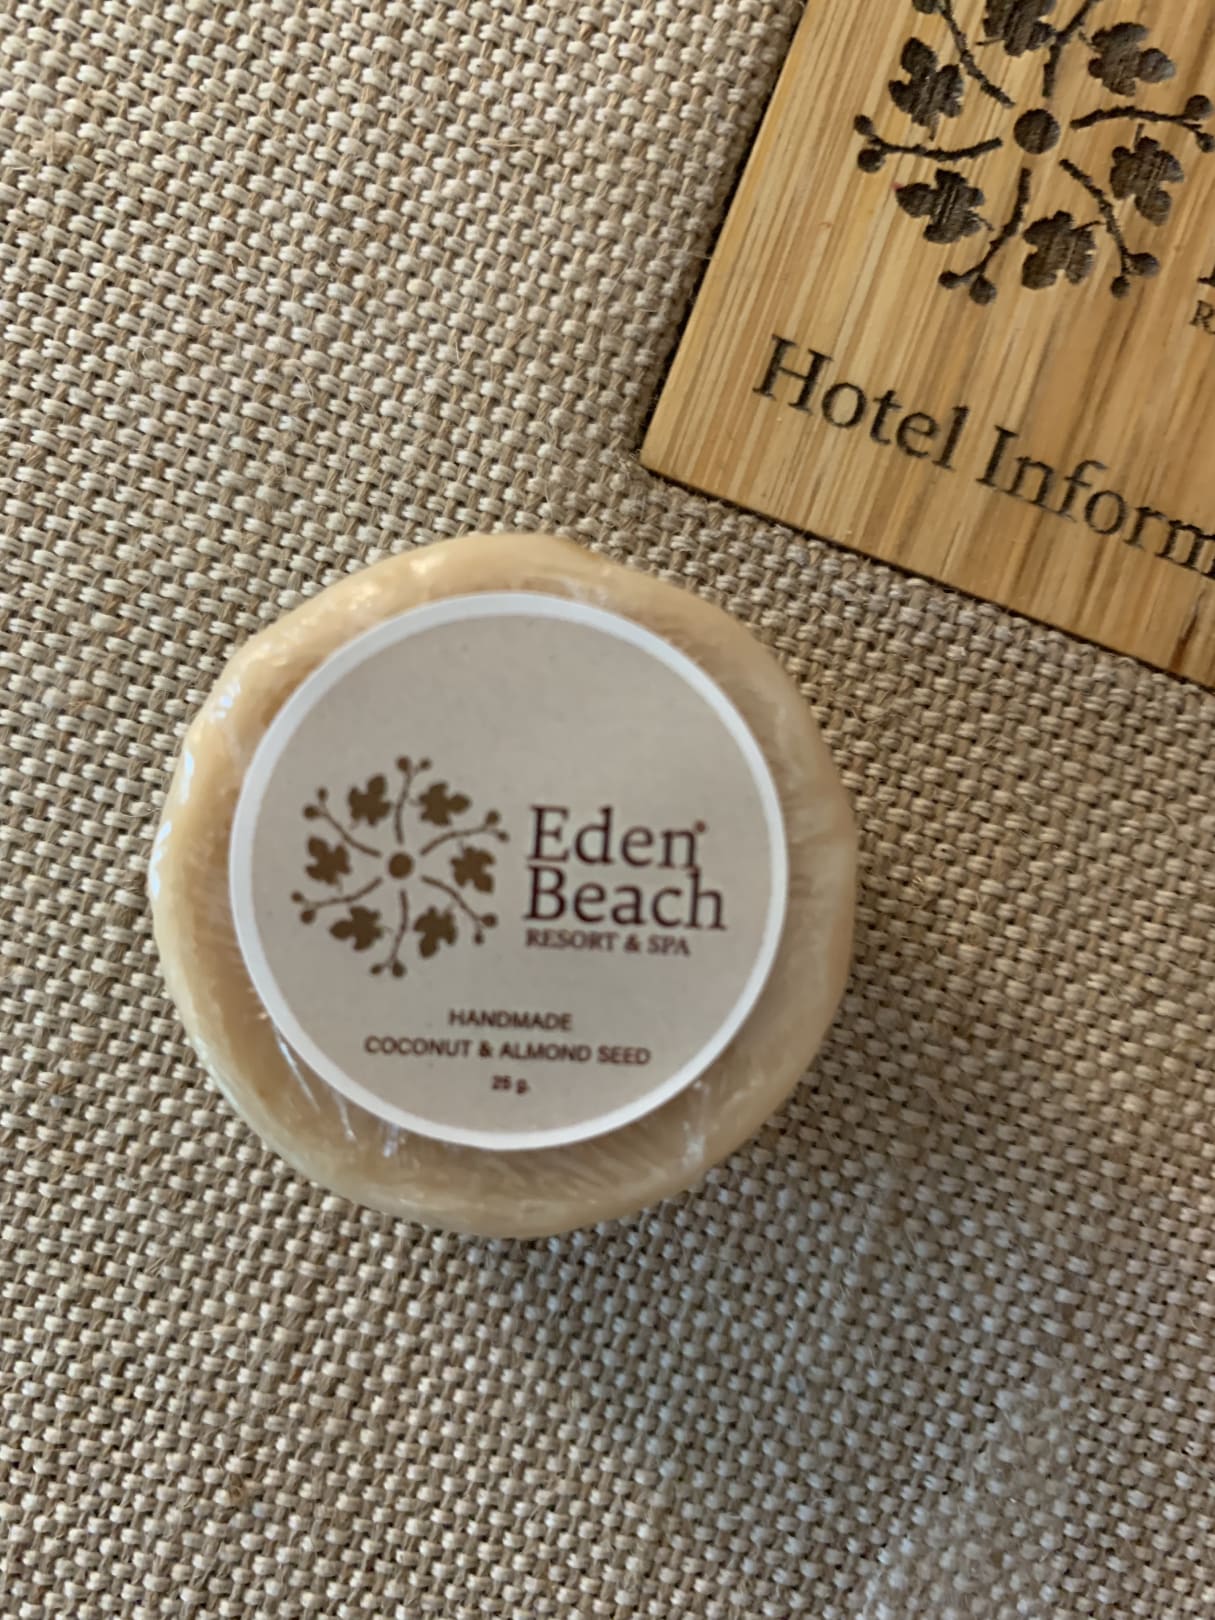 Hotel Inform
Eden
Beach
RESORT & SPA
HANDMADE
COCONUT & ALMOND SEED
25 g.